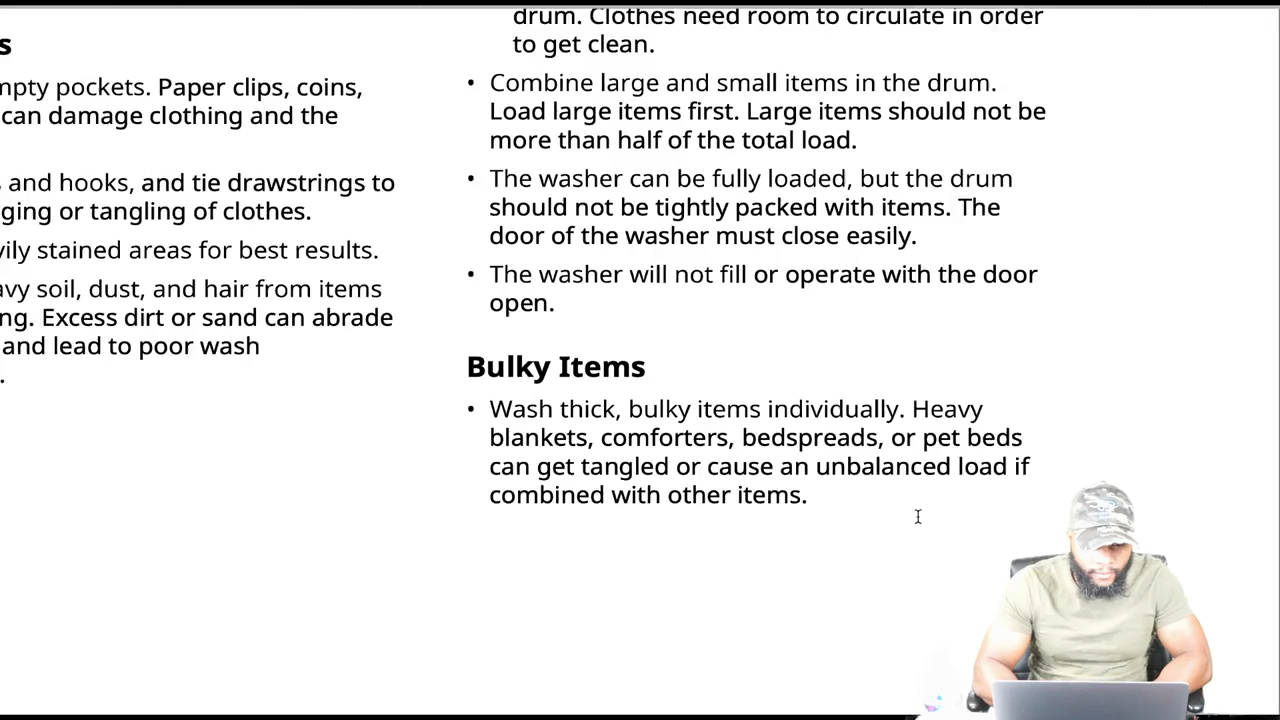 s
mpty pockets. Paper clips, coins,
can damage clothing and the
and hooks, and tie drawstrings to
ging or tangling of clothes.
vily stained areas for best results.
avy soil, dust, and hair from items
ng. Excess dirt or sand can abrade
and lead to poor wash
.
drum. Clothes need room to circulate in order
to get clean.
• Combine large and small items in the drum.
Load large items first. Large items should not be
more than half of the total load.
• The washer can be fully loaded, but the drum
should not be tightly packed with items. The
door of the washer must close easily.
• The washer will not fill or operate with the door
open.
Bulky Items
• Wash thick, bulky items individually. Heavy
blankets, comforters, bedspreads, or pet beds
can get tangled or cause an unbalanced load if
combined with other items.